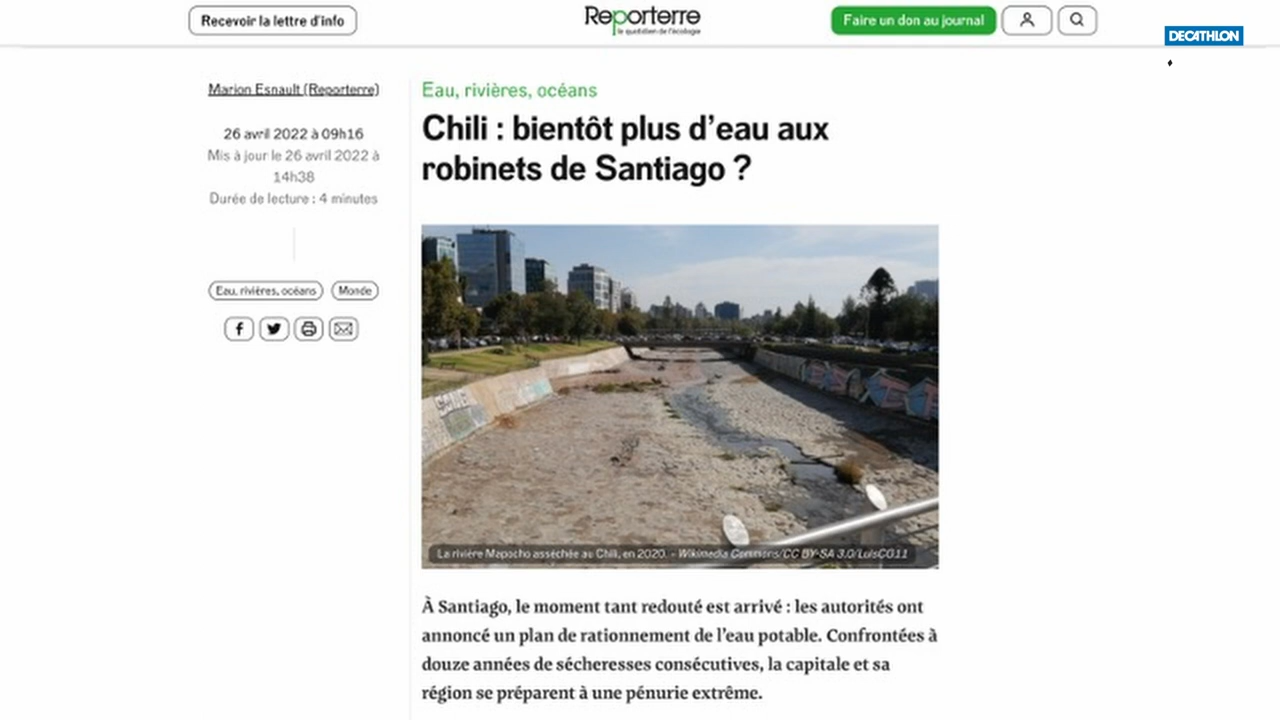 Recevoir la lettre d'info
Reporterre
le quotidien de l'écologie
Faire un don au journal
DECATHLON
Marion Esnault (Reporterre)
26 avril 2022 à 09h16
Mis à jour le 26 avril 2022 à
14h38
Durée de lecture : 4 minutes
Eau, rivières, océans
Monde
Eau, rivières, océans
Chili : bientôt plus d’eau aux
robinets de Santiago ?
La rivière Mapocho asséchée au Chili, en 2020. - Wikimedia Commons/CC BY-SA 3.0/LuisCG11
À Santiago, le moment tant redouté est arrivé : les autorités ont
annoncé un plan de rationnement de l’eau potable. Confrontées à
douze années de sécheresses consécutives, la capitale et sa
région se préparent à une pénurie extrême.